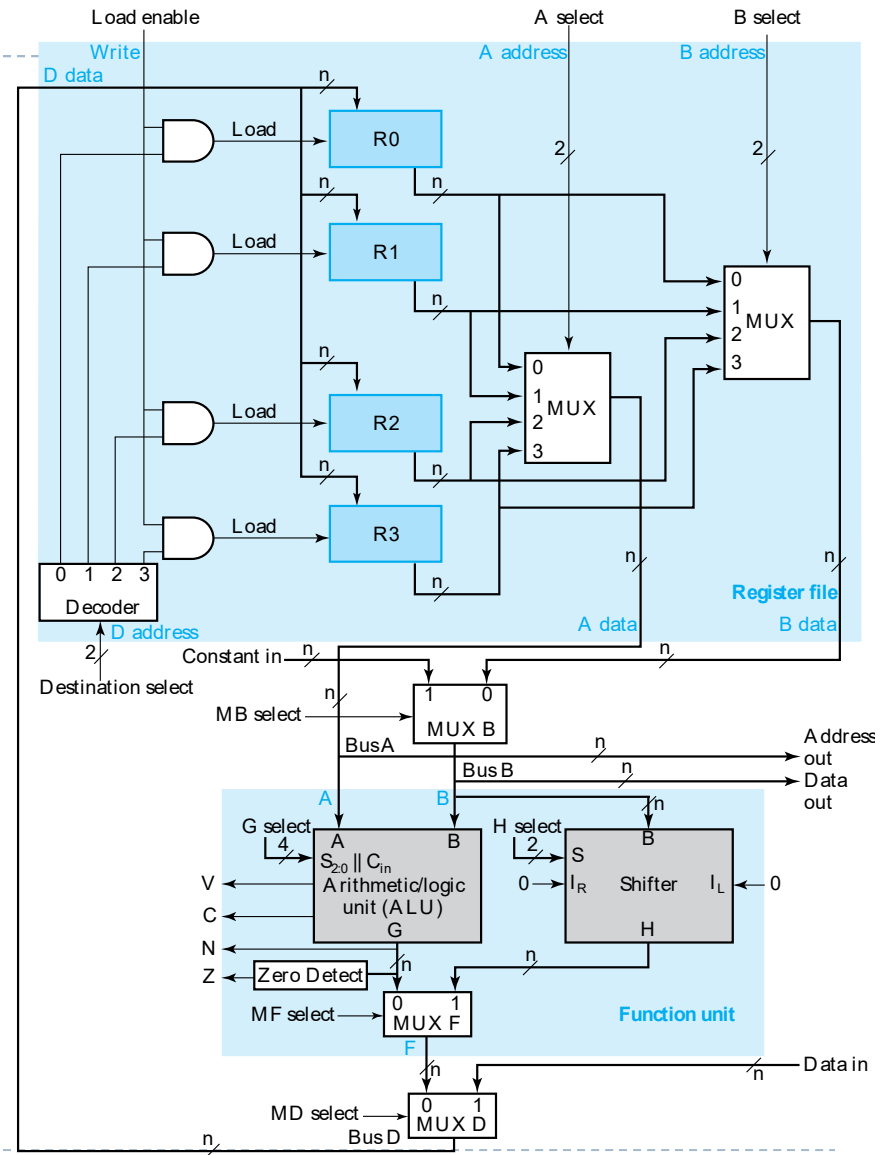 Load enable
A select
B select
Write
A address
B address
D data
n
Load
R0
2
2
n
n
Load
R1
0
n
1
MUX
2
n
0
3
1
MUX
Load
R2
2
n
3
n
Load
R3
n
0 1 2 3
n
n
Decoder
Register file
D address
A data
B data
2
Constant in
n
n
Destination select
n
1 0
MB select
MUX B
Address out
Bus A
n
Bus B
n
Data out
A
B
n
G select
H select
4
A
B
2
B
S2:0 || Cin
S
V
Arithmetic/logic unit (ALU)
0
IR
Shifter
IL
0
C
G
H
N
n
n
Z
Zero Detect
0 1
MF select
MUX F
Function unit
F
n
n
Data in
0 1
MD select
MUX D
n
Bus D